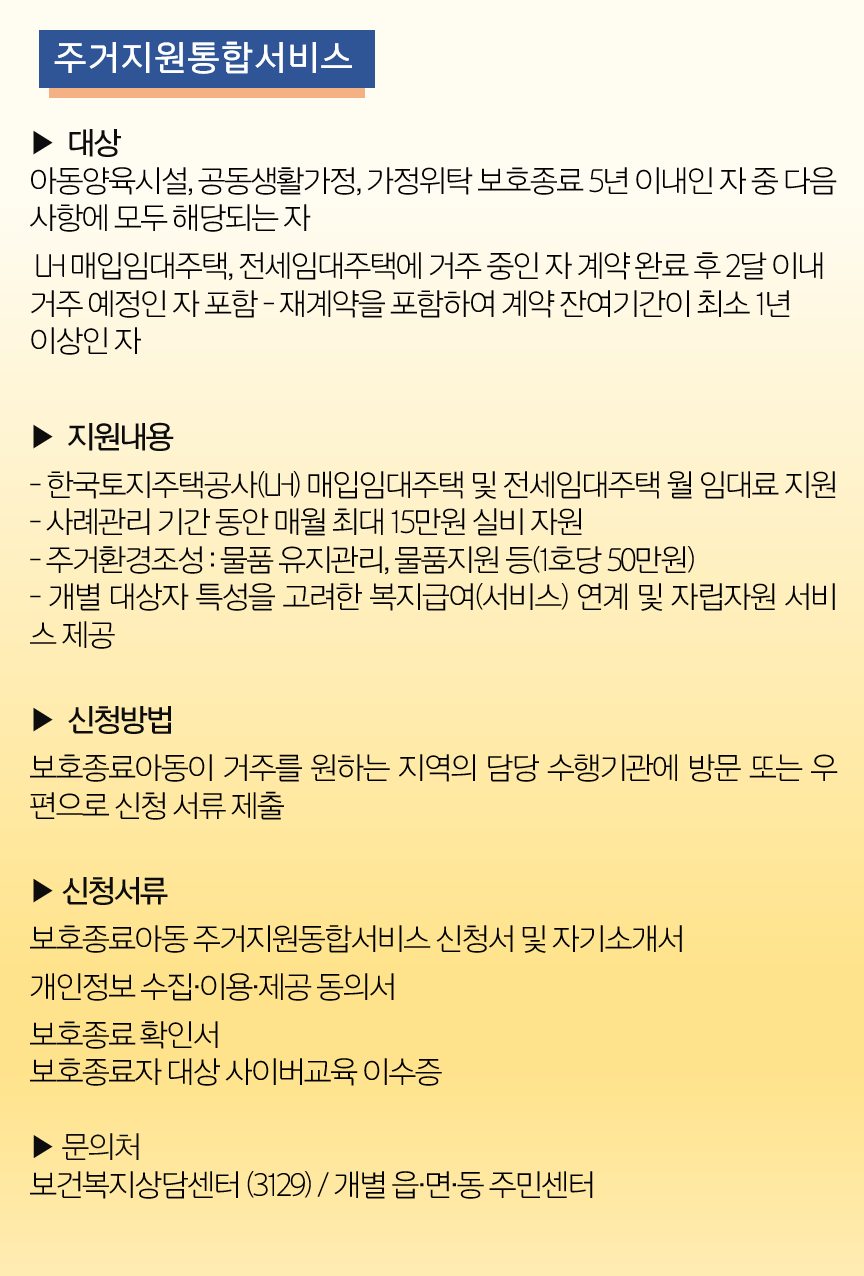 주거지원통합서비스
▶ 대상
아동양육시설, 공동생활가정, 가정위탁 보호종료 5년 이내인 자 중 다음
사항에 모두 해당되는 자
LH 매입임대주택, 전세임대주택에 거주 중인 자 계약 완료 후 2달 이내
거주 예정인 자 포함 - 재계약을 포함하여 계약 잔여기간이 최소 1년
이상인 자
▶ 지원내용
- 한국토지주택공사(LH) 매입임대주택 및 전세임대주택 월 임대료 지원
- 사례관리 기간 동안 매월 최대 15만원 실비 자원
- 주거환경조성 : 물품 유지관리, 물품지원 등(1호당 50만원)
- 개별 대상자 특성을 고려한 복지급여(서비스) 연계 및 자립자원 서비
스 제공
▶ 신청방법
보호종료아동이 거주를 원하는 지역의 담당 수행기관에 방문 또는 우
편으로 신청 서류 제출
▶ 신청서류
보호종료아동 주거지원동합서비스 신청서 및 자기소개서
개인정보 수집·이용·제공 동의서
보호종료 확인서
보호종료자 대상 사이버교육 이수증
▶ 문의처
보건복지상담센터 (3129) / 개별 읍·면·동 주민센터